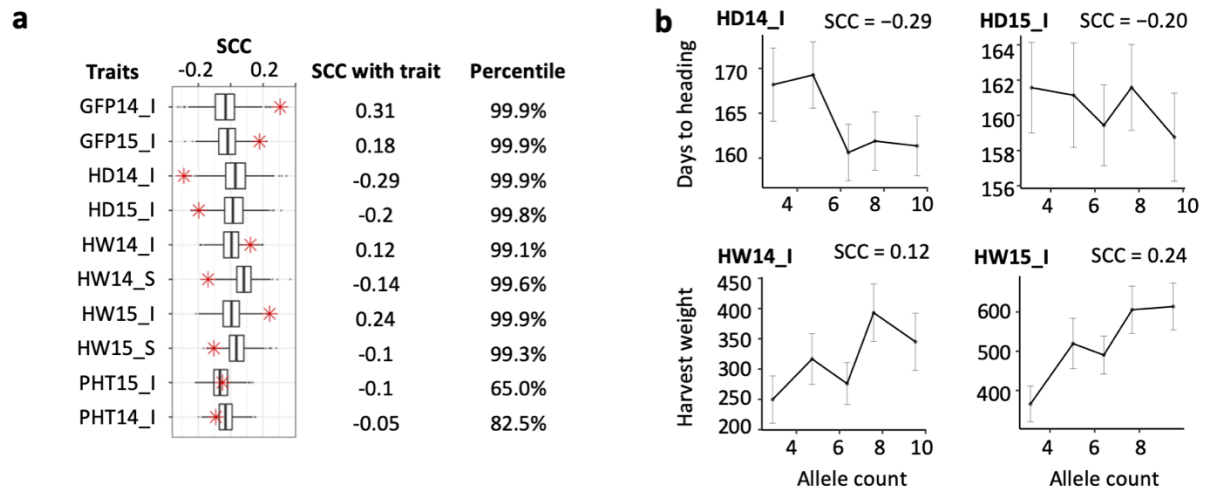 a
SCC
Traits -0.2 0.2 SCC with trait Percentile
GFP14_I 0.31 99.9%
GFP15_I 0.18 99.9%
HD14_I -0.29 99.9%
HD15_I -0.2 99.8%
HW14_I 0.12 99.1%
HW14_S -0.14 99.6%
HW15_I 0.24 99.9%
HW15_S -0.1 99.3%
PHT15_I -0.1 65.0%
PHT14_I -0.05 82.5%
b
HD14_I SCC = −0.29
Days to heading
170
165
160
4 6 8 10
HD15_I SCC = −0.20
164
162
160
158
156
4 6 8 10
HW14_I SCC = 0.12
Harvest weight
450
400
350
300
250
200
4 6 8 10
Allele count
HW15_I SCC = 0.24
600
500
400
4 6 8
Allele count